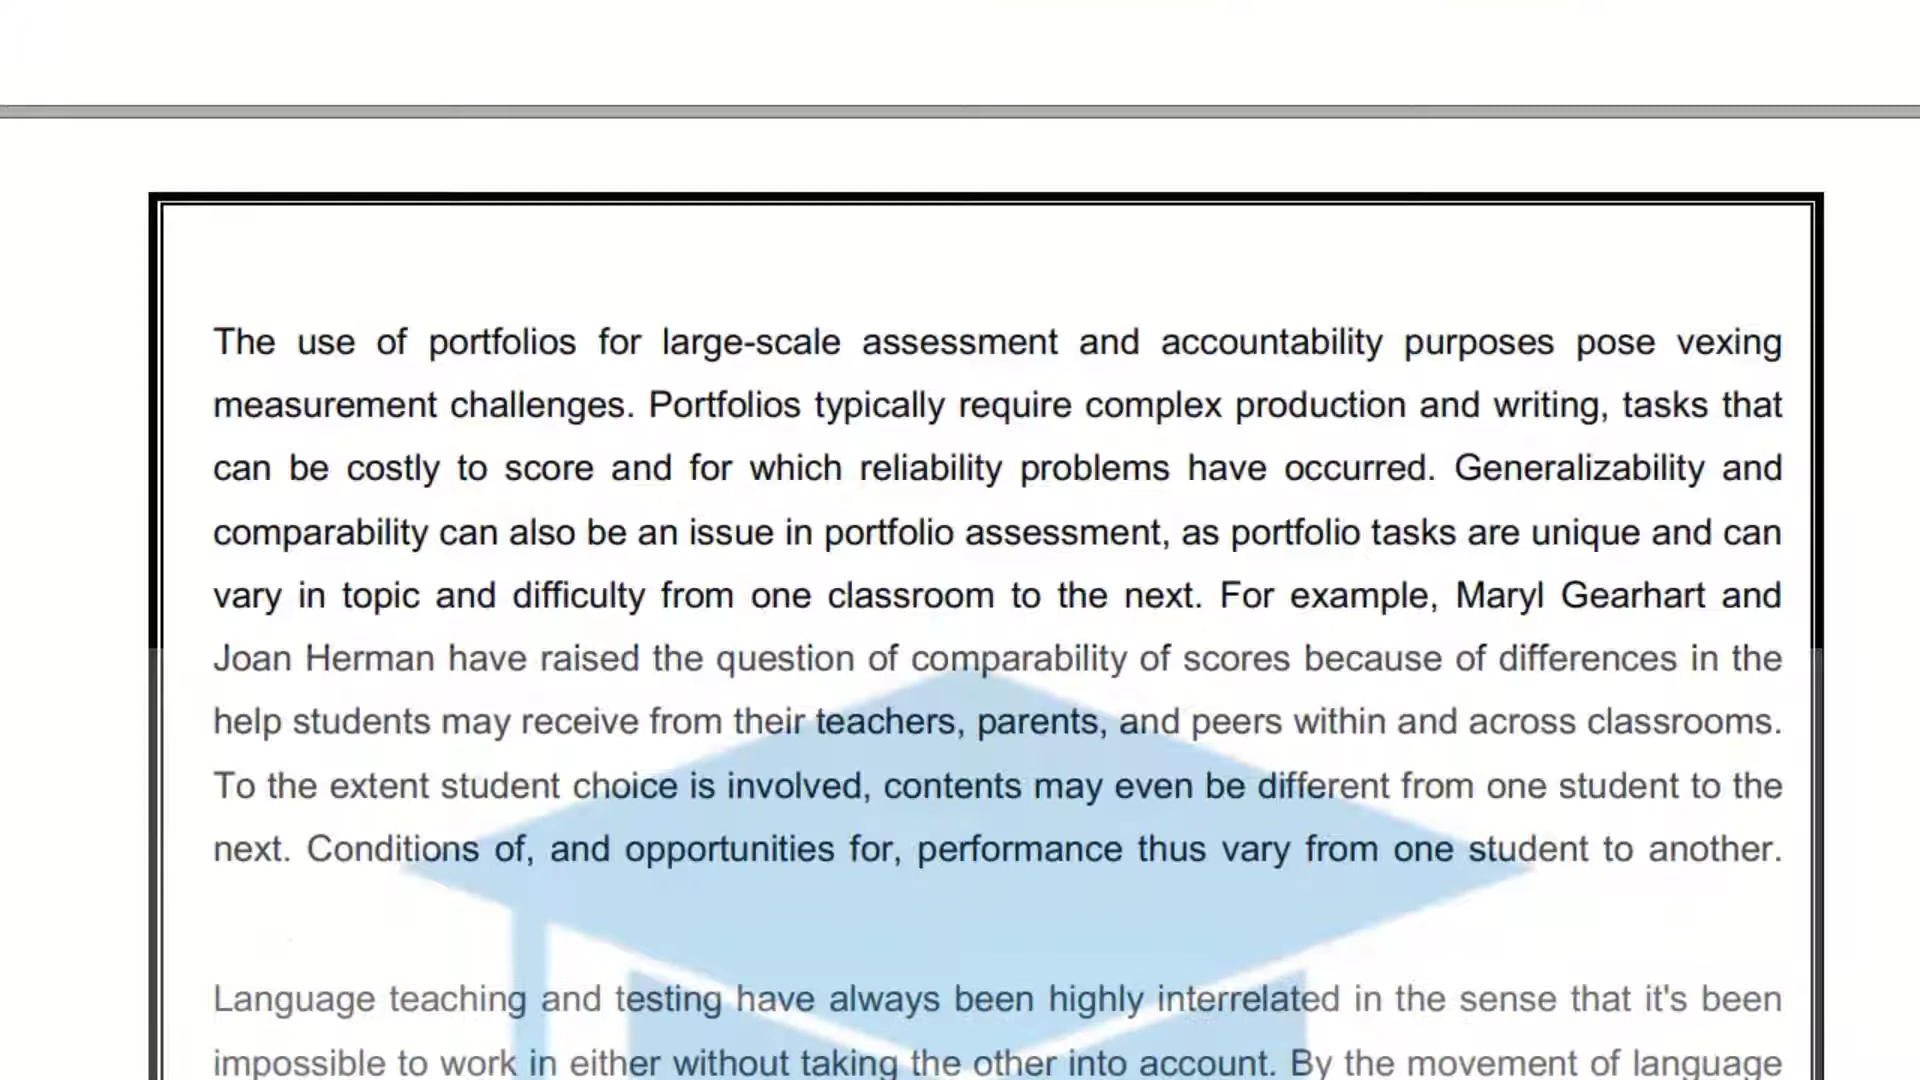 The use of portfolios for large-scale assessment and accountability purposes pose vexing
measurement challenges. Portfolios typically require complex production and writing, tasks that
can be costly to score and for which reliability problems have occurred. Generalizability and
comparability can also be an issue in portfolio assessment, as portfolio tasks are unique and can
vary in topic and difficulty from one classroom to the next. For example, Maryl Gearhart and
Joan Herman have raised the question of comparability of scores because of differences in the
help students may receive from their teachers, parents, and peers within and across classrooms.
To the extent student choice is involved, contents may even be different from one student to the
next. Conditions of, and opportunities for, performance thus vary from one student to another.
Language teaching and testing have always been highly interrelated in the sense that it's been
impossible to work in either without taking the other into account. By the movement of language